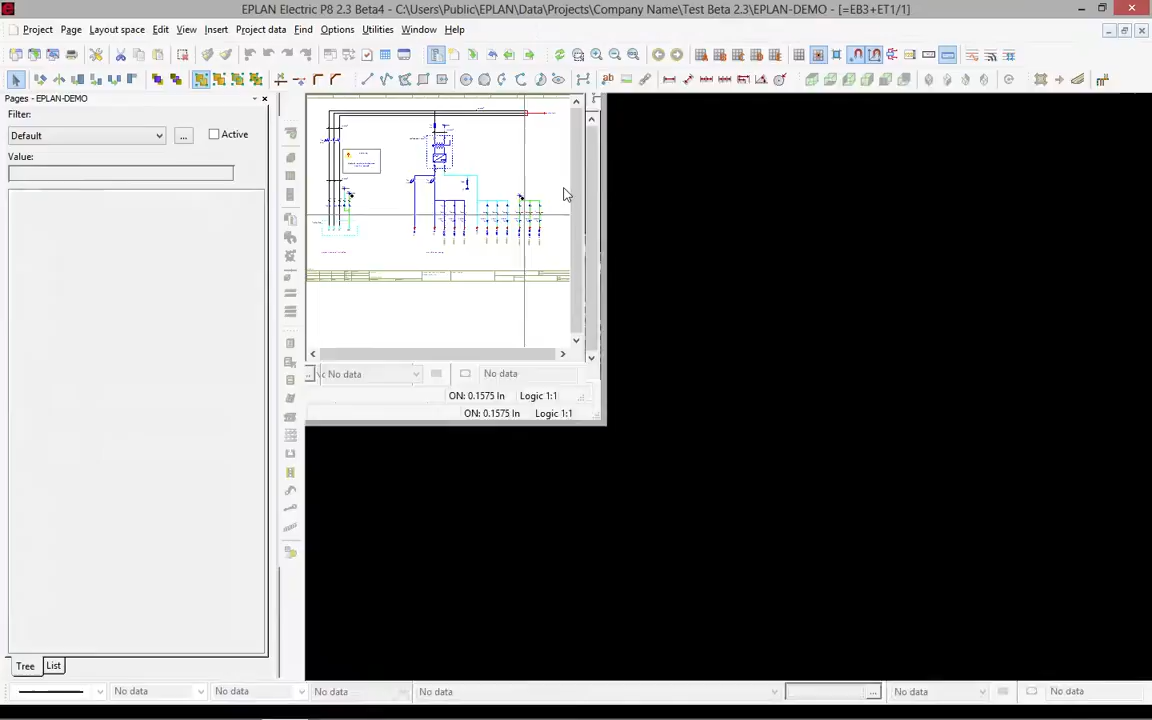 EPLAN Electric P8 2.3 Beta4 - C:\Users\Public\EPLAN\Data\Projects\Company Name\Test Beta 2.3\EPLAN-DEMO - [=EB3+ET1/1]
Project Page Layout space Edit View Insert Project data Find Options Utilities Window Help
Pages - EPLAN-DEMO
Filter:
Default ... Active
Value:
No data No data
ON: 0.1575 In Logic 1:1
ON: 0.1575 In Logic 1:1
Tree List
No data No data No data No data ... No data No data